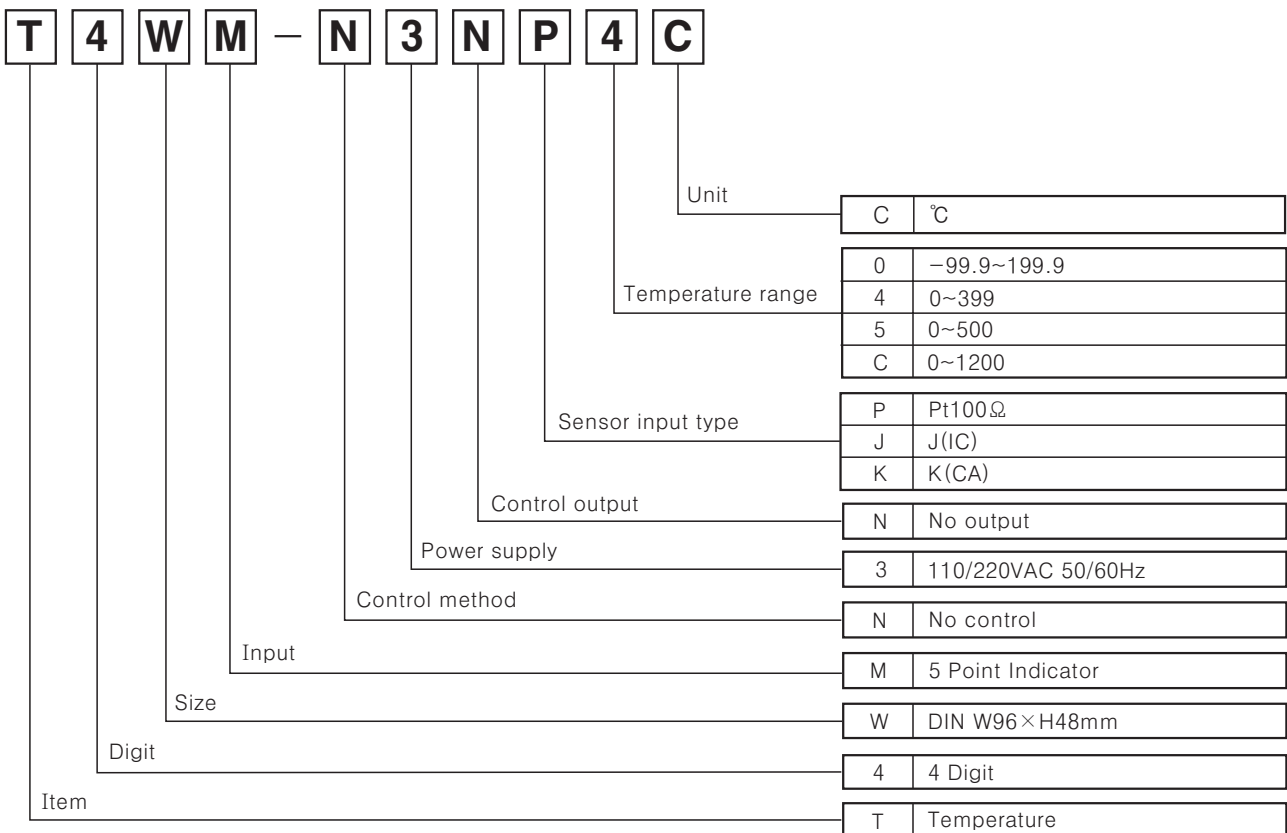 T 4 W M － N 3 N P 4 C
Unit
C ℃
Temperature range
0 −99.9~199.9
4 0~399
5 0~500
C 0~1200
Sensor input type
P Pt100Ω
J J(IC)
K K(CA)
Control output
N No output
Power supply
3 110/220VAC 50/60Hz
Control method
N No control
Input
M 5 Point Indicator
Size
W DIN W96×H48mm
Digit
4 4 Digit
Item
T Temperature